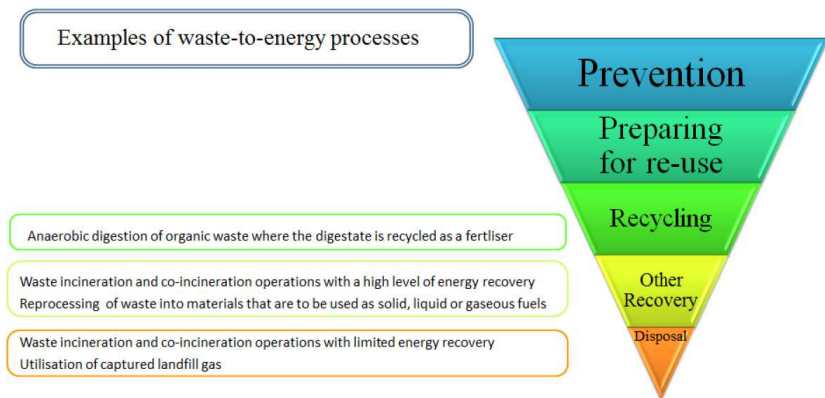 Examples of waste-to-energy processes
Prevention
Preparing
for re-use
Recycling
Anaerobic digestion of organic waste where the digestate is recycled as a fertliser
Other
Recovery
Waste incineration and co-incineration operations with a high level of energy recovery
Reprocessing of waste into materials that are to be used as solid, liquid or gaseous fuels
Disposal
Waste incineration and co-incineration operations with limited energy recovery
Utilisation of captured landfill gas